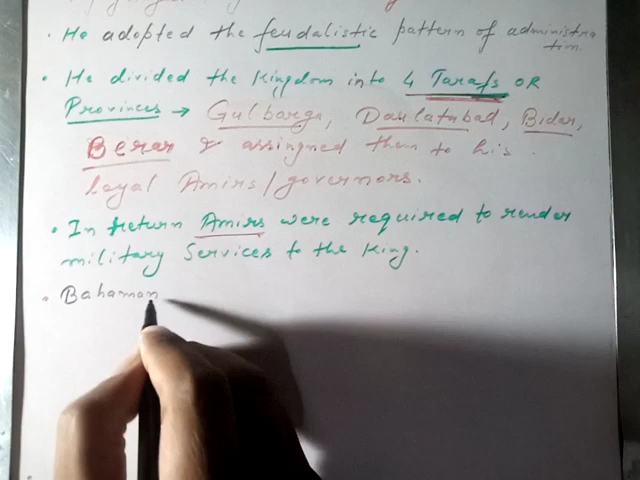 • He adopted the feudalistic pattern of administra
tion.
• He divided the Kingdom into 4 Tarafs OR
Provinces → Gulbarga, Daulatabad, Bidar,
Berar & assigned them to his
loyal Amirs/governors.
• In return Amirs were required to render
military Services to the King.
• Bahaman